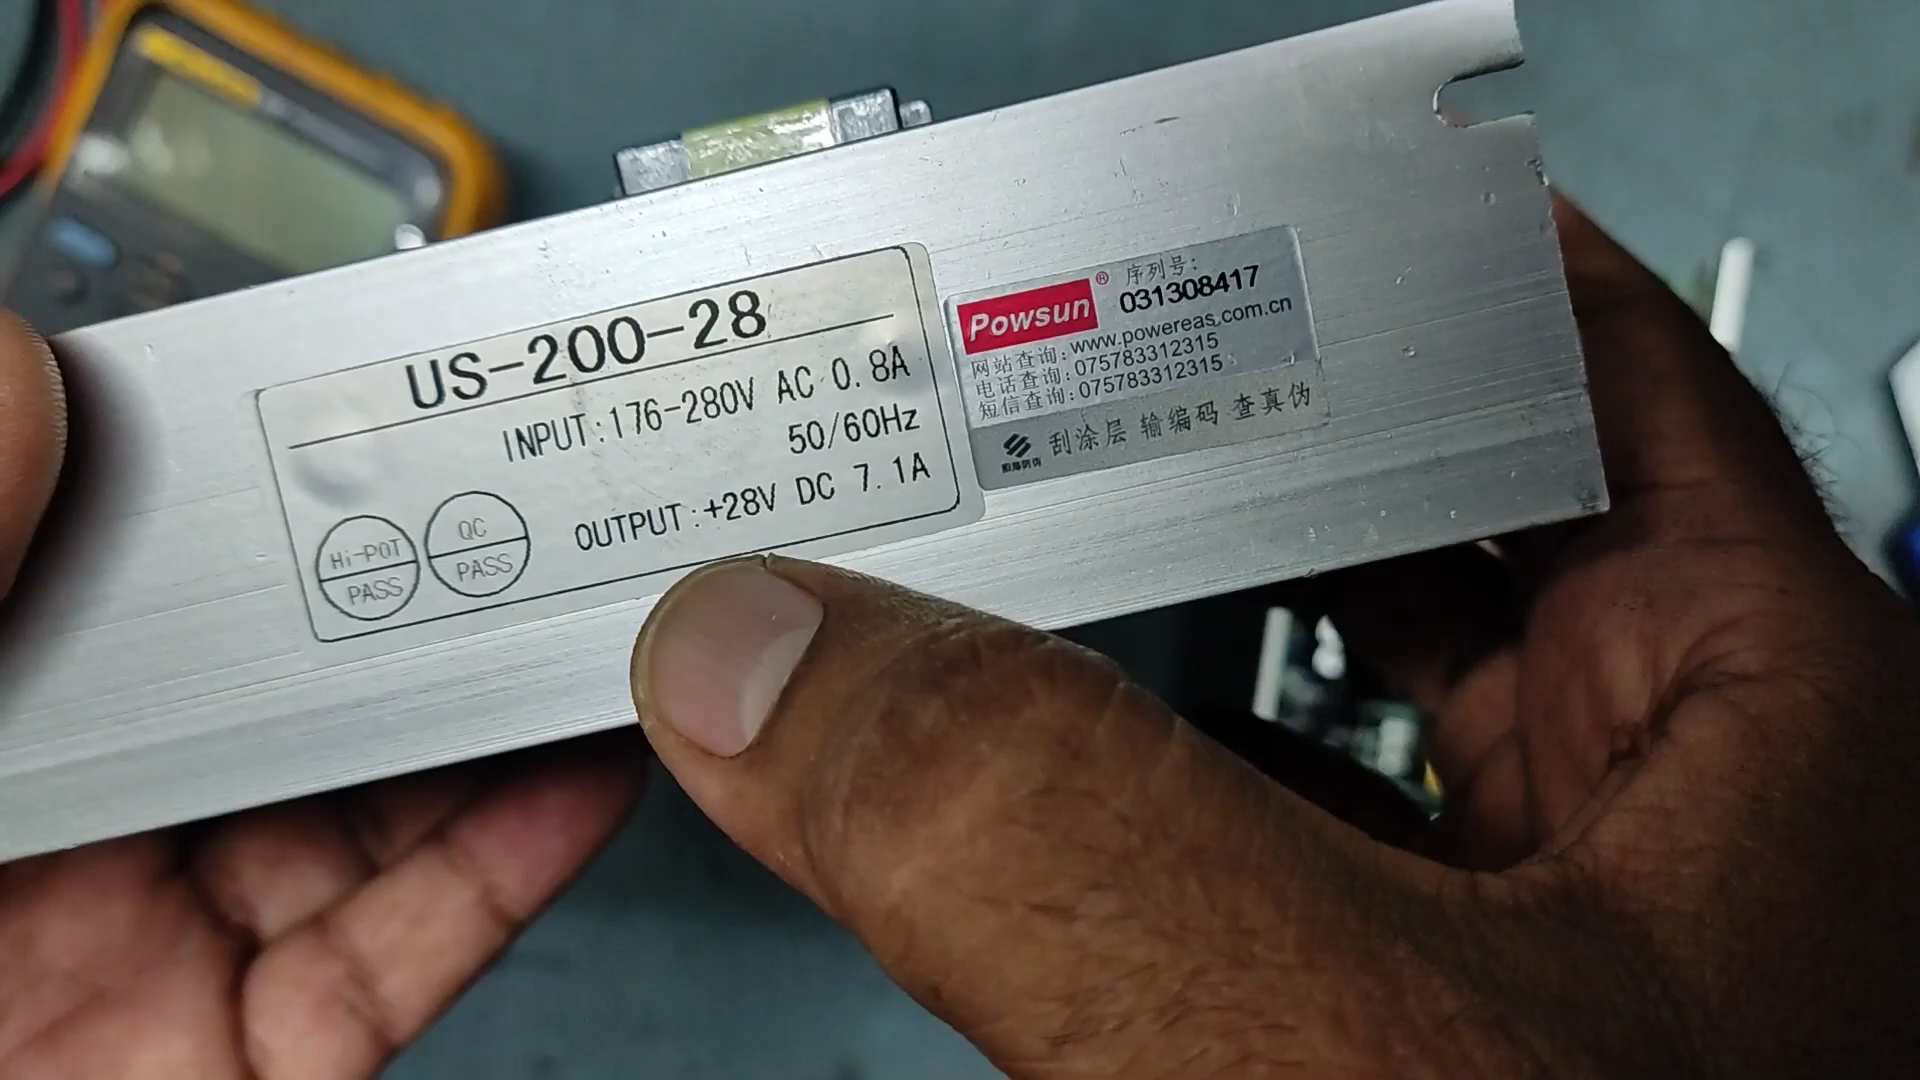 US-200-28
INPUT:176-280V AC 0.8A
50/60Hz
OUTPUT:+28V DC 7.1A
Hi-POT
PASS
QC
PASS
Powsun®
序列号:
031308417
网站查询:www.powereas.com.cn
电话查询:075783312315
短信查询:075783312315
刮涂层 输编码 查真伪